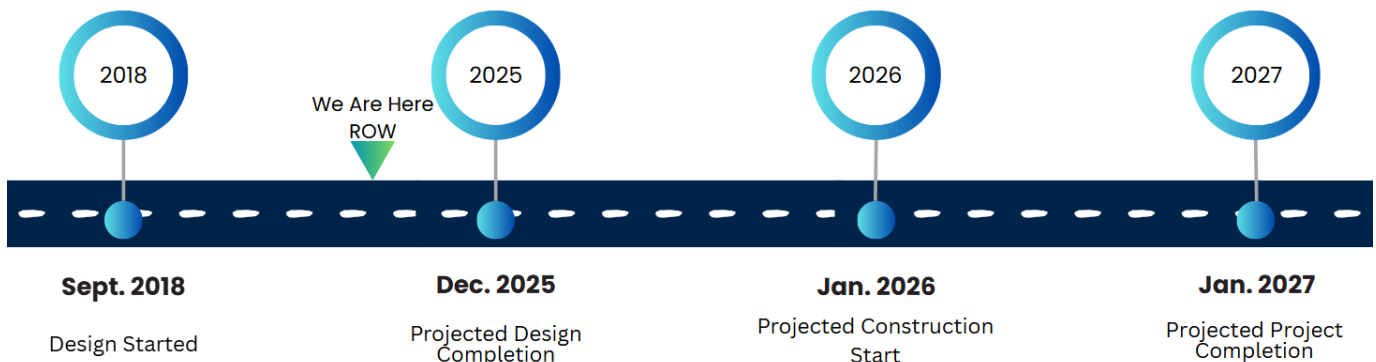 2018
2025
2026
2027
We Are Here
ROW
Sept. 2018
Dec. 2025
Jan. 2026
Jan. 2027
Design Started
Projected Design
Completion
Projected Construction
Start
Projected Project
Completion